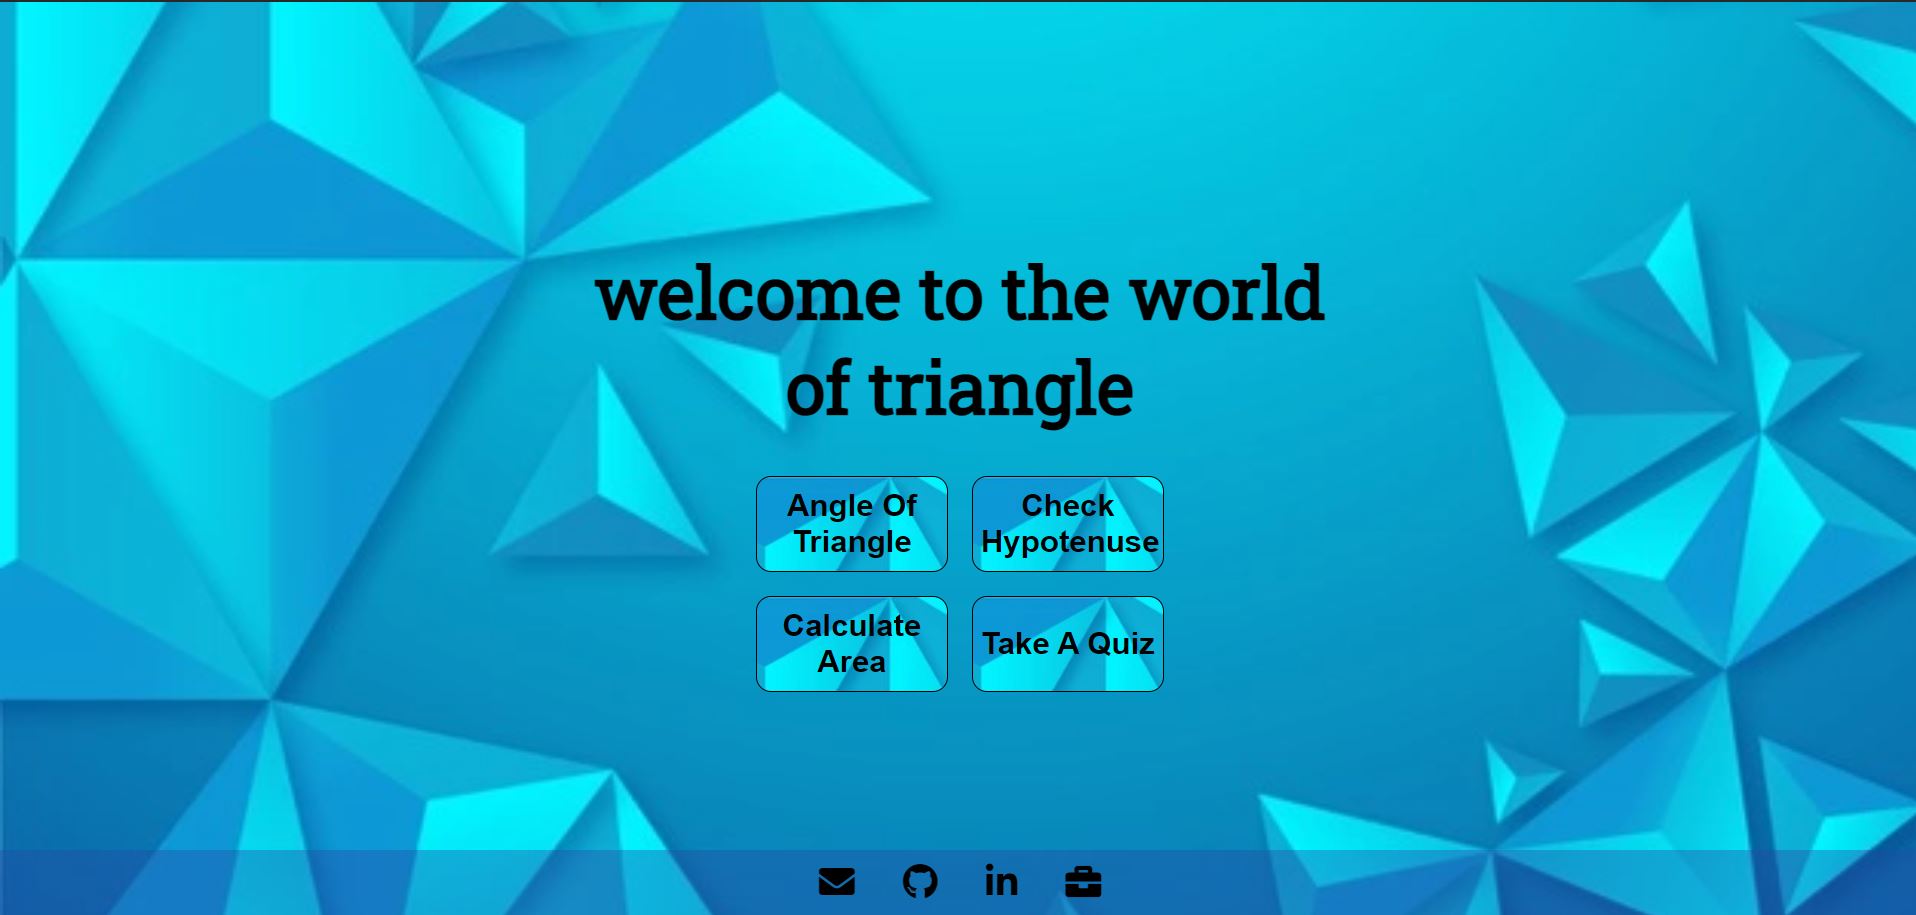 welcome to the world
of triangle
Angle Of
Triangle
Check
Hypotenuse
Calculate
Area
Take A Quiz
in